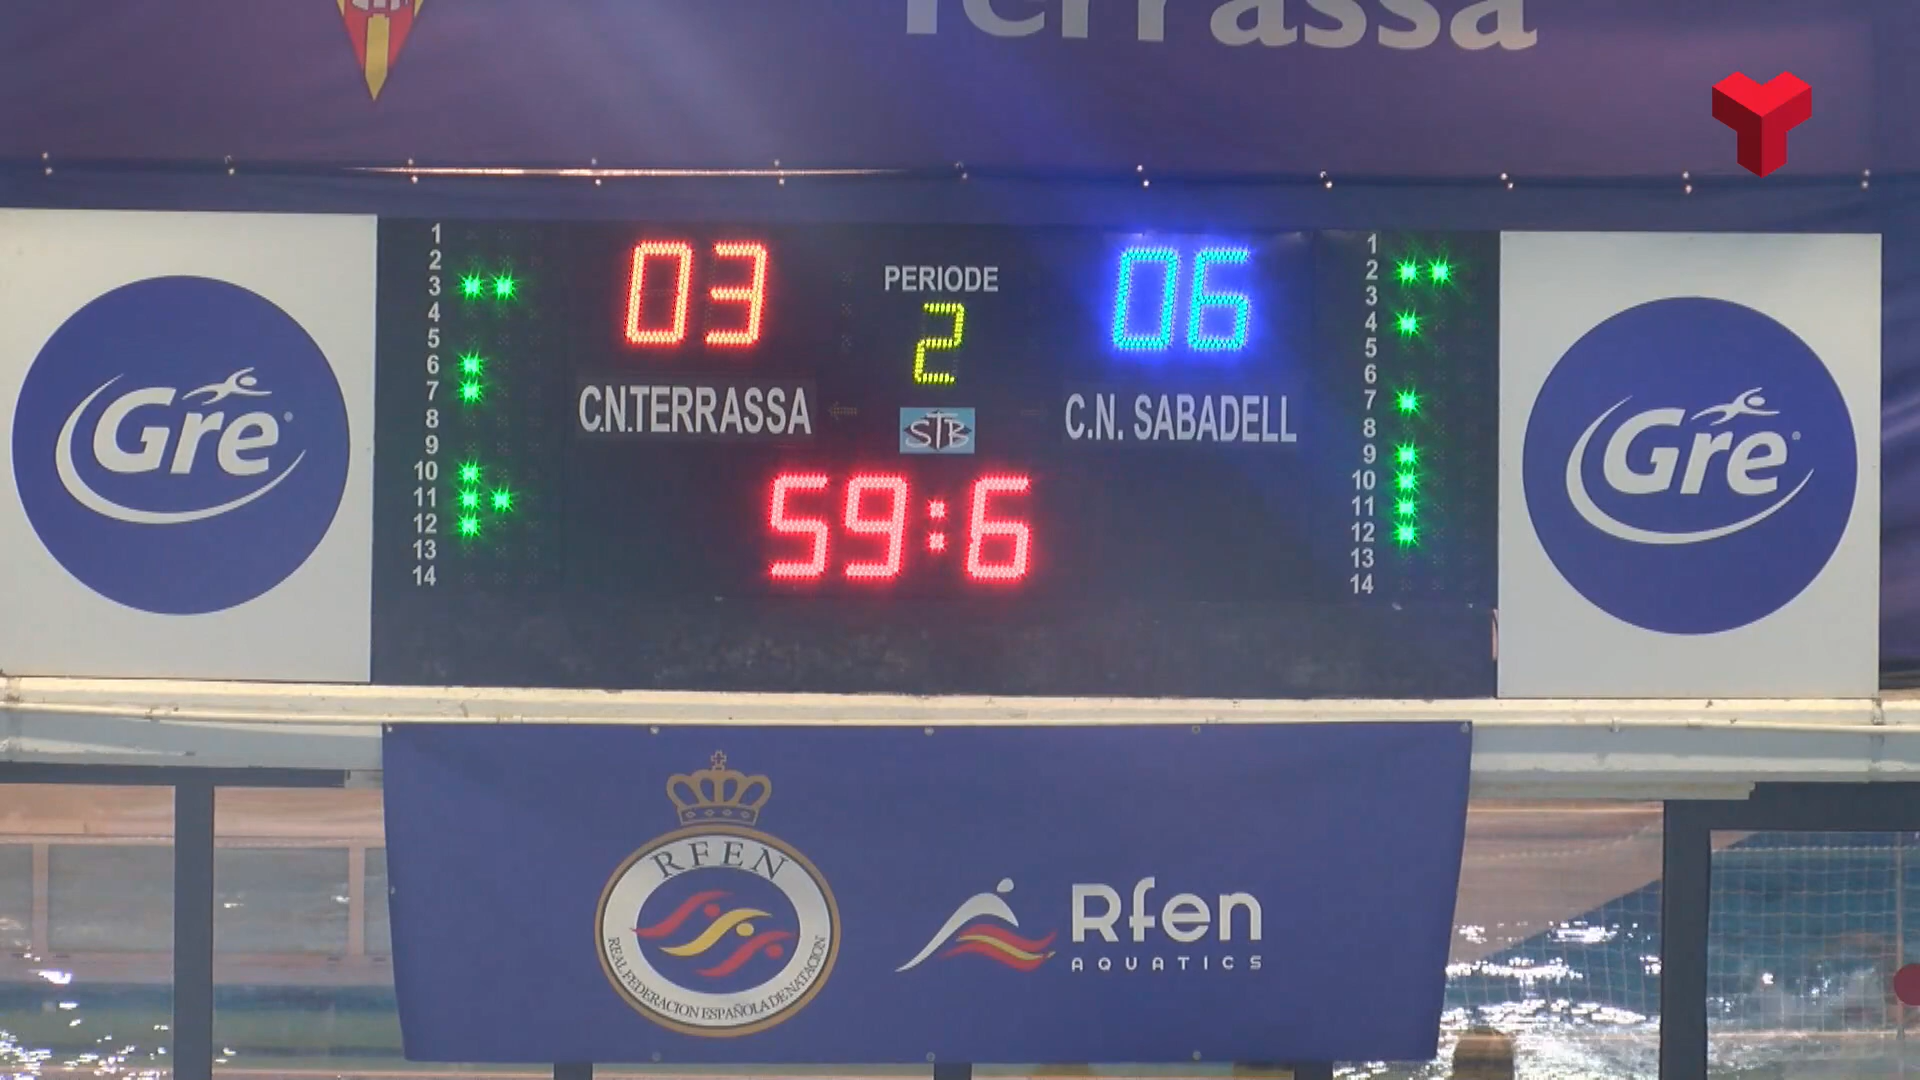 Terrassa
1
2
3
4
5
6
7
8
9
10
11
12
13
14
03
PERIODE
2
06
C.N.TERRASSA
STB
C.N. SABADELL
59:6
1
2
3
4
5
6
7
8
9
10
11
12
13
14
Gre
Gre
RFEN
REAL FEDERACION ESPAÑOLA DE NATACION
Rfen
AQUATICS